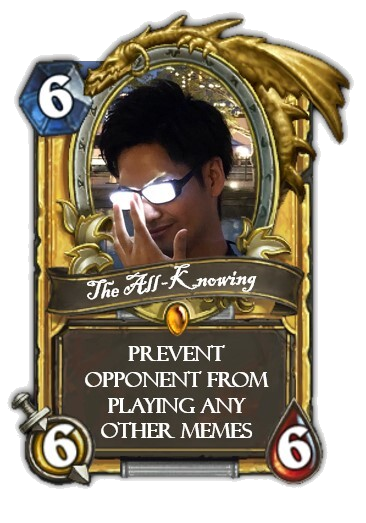 6
The All-Knowing
PREVENT
OPPONENT FROM
PLAYING ANY
OTHER MEMES
6
6